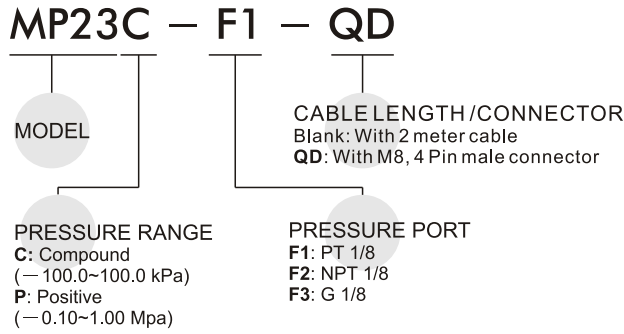 MP23C — F1 — QD
MODEL
CABLE LENGTH/CONNECTOR
Blank: With 2 meter cable
QD: With M8, 4 Pin male connector
PRESSURE RANGE
C: Compound
(—100.0~100.0 kPa)
P: Positive
(—0.10~1.00 Mpa)
PRESSURE PORT
F1: PT 1/8
F2: NPT 1/8
F3: G 1/8